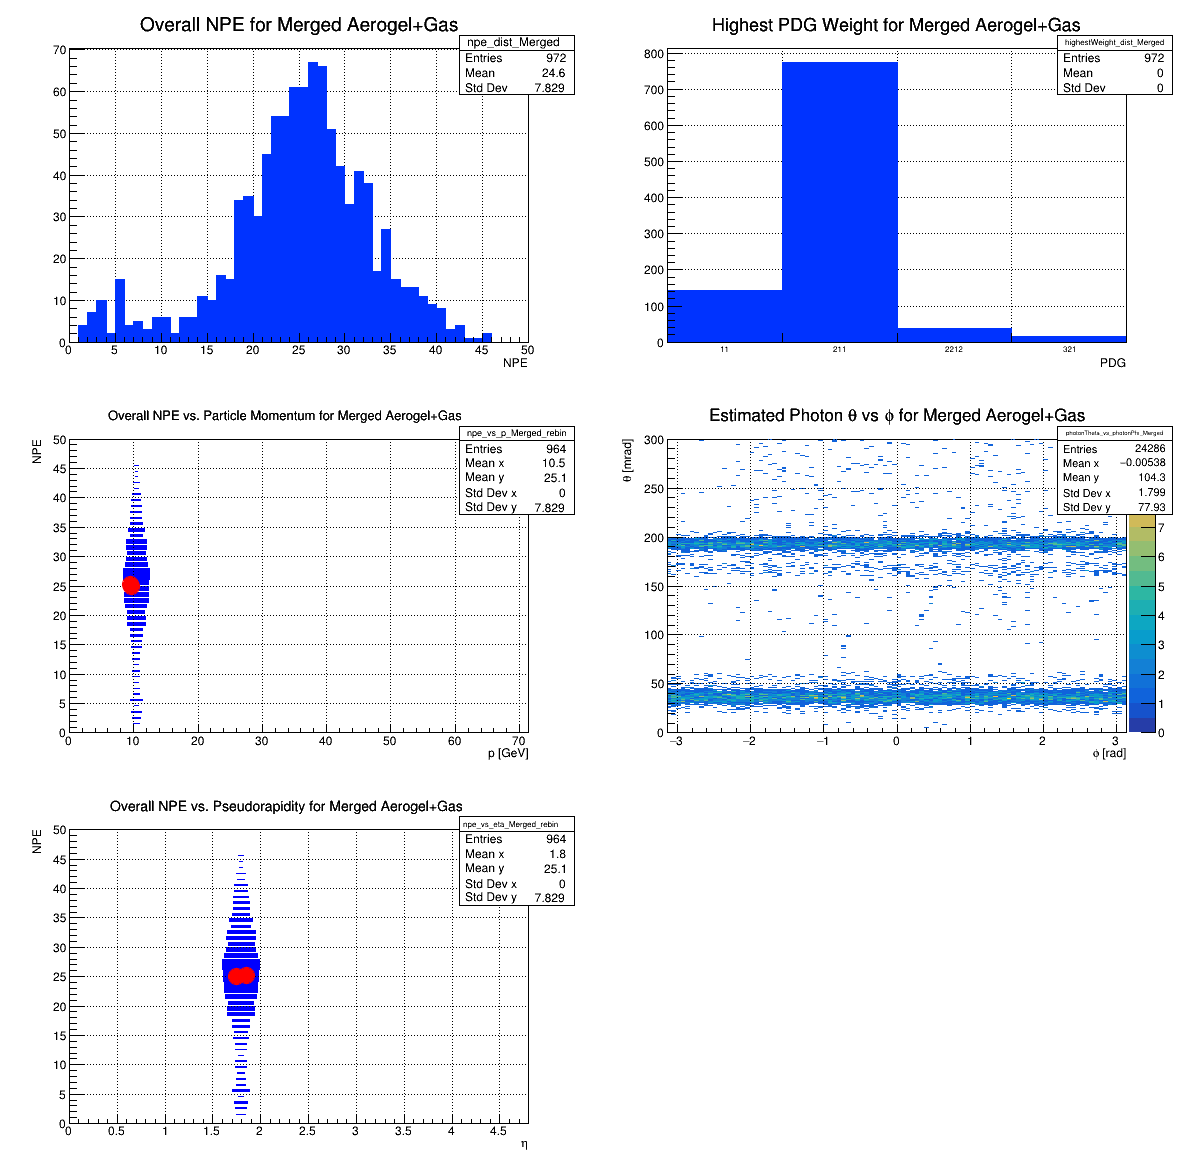 Overall NPE for Merged Aerogel+Gas
npe_dist_Merged
Entries 972
Mean 24.6
Std Dev 7.829
70
60
50
40
30
20
10
0
0 5 10 15 20 25 30 35 40 45 50
NPE
Highest PDG Weight for Merged Aerogel+Gas
highestWeight_dist_Merged
Entries 972
Mean 0
Std Dev 0
800
700
600
500
400
300
200
100
0
11 211 2212 321
PDG
Overall NPE vs. Particle Momentum for Merged Aerogel+Gas
npe_vs_p_Merged_rebin
Entries 964
Mean x 10.5
Mean y 25.1
Std Dev x 0
Std Dev y 7.829
NPE
50
45
40
35
30
25
20
15
10
5
0
0 10 20 30 40 50 60 70
p [GeV]
Estimated Photon θ vs ϕ for Merged Aerogel+Gas
photonTheta_vs_photonPhi_Merged
Entries 24286
Mean x −0.00538
Mean y 104.3
Std Dev x 1.799
Std Dev y 77.93
θ [mrad]
300
250
200
150
100
50
0
−3 −2 −1 0 1 2 3
ϕ [rad]
7
6
5
4
3
2
1
0
Overall NPE vs. Pseudorapidity for Merged Aerogel+Gas
npe_vs_eta_Merged_rebin
Entries 964
Mean x 1.8
Mean y 25.1
Std Dev x 0
Std Dev y 7.829
NPE
50
45
40
35
30
25
20
15
10
5
0
0 0.5 1 1.5 2 2.5 3 3.5 4 4.5
η